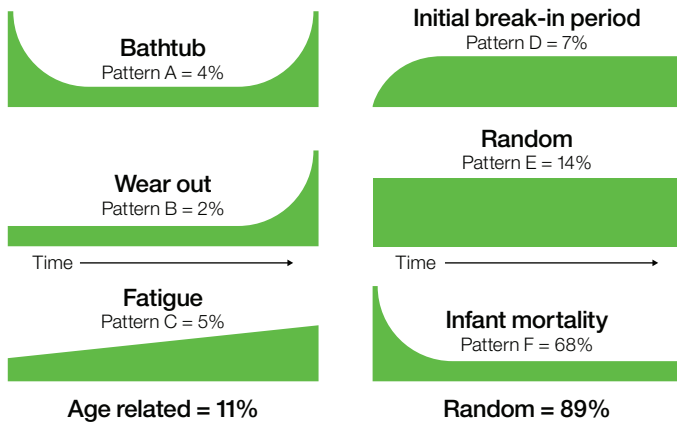 Bathtub
Pattern A = 4%
Wear out
Pattern B = 2%
Time
Fatigue
Pattern C = 5%
Age related = 11%
Initial break-in period
Pattern D = 7%
Random
Pattern E = 14%
Time
Infant mortality
Pattern F = 68%
Random = 89%